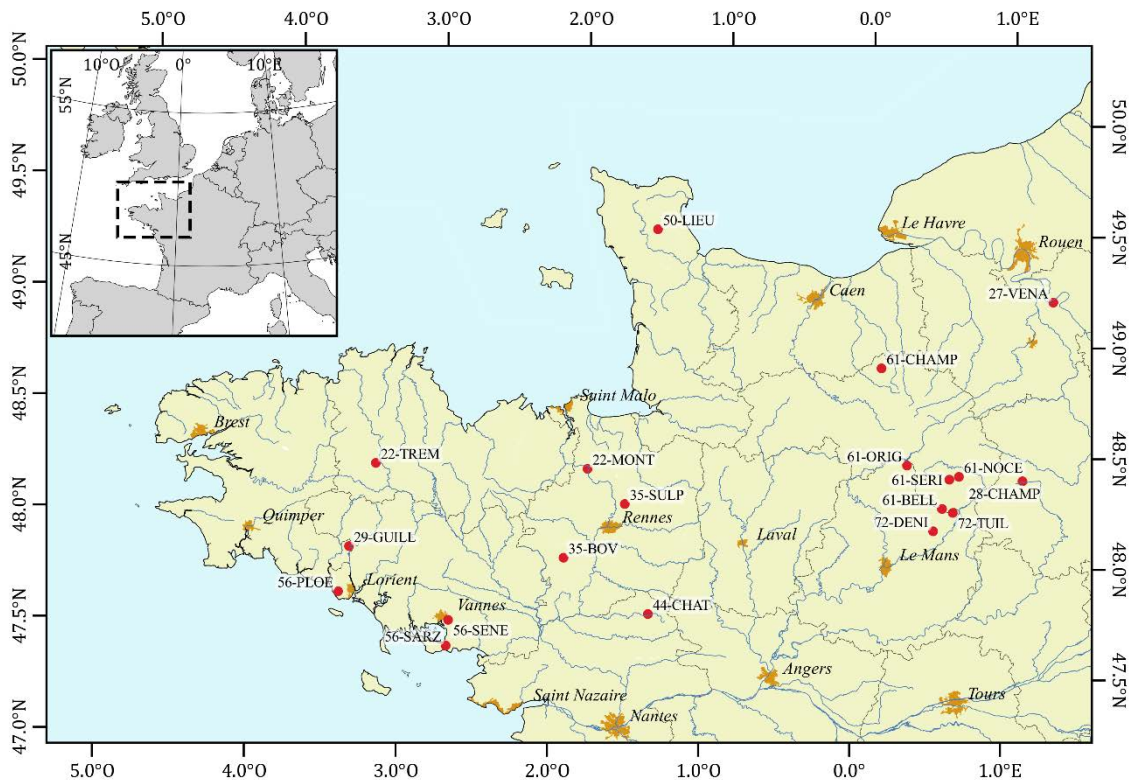 5.0°O 4.0°O 3.0°O 2.0°O 1.0°O 0.0° 1.0°E
50.0°N
49.5°N
49.0°N
48.5°N
48.0°N
47.5°N
47.0°N
10°O 0° 10°E
55°N
45°N
50-LIEU
Le Havre
Rouen
27-VENA
Caen
61-CHAMP
Saint Malo
Brest
22-TREM
22-MONT
61-ORIG
61-NOCE
61-SERI
28-CHAMP
35-SULP
61-BELL
Quimper
Rennes
72-DENI
72-TUIL
29-GUILL
35-BOV
Laval
Le Mans
56-PLOE
Lorient
44-CHAT
Vannes
56-SENE
56-SARZ
Angers
Saint Nazaire
Tours
Nantes
50.0°N
49.5°N
49.0°N
48.5°N
48.0°N
47.5°N
5.0°O 4.0°O 3.0°O 2.0°O 1.0°O 0.0° 1.0°E